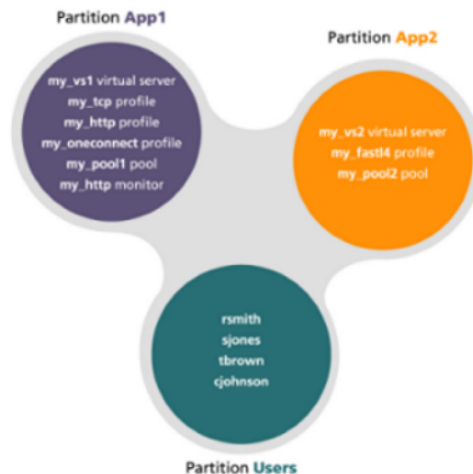 Partition App1
my_vs1 virtual server
my_tcp profile
my_http profile
my_oneconnect profile
my_pool1 pool
my_http monitor
Partition App2
my_vs2 virtual server
my_fastl4 profile
my_pool2 pool
rsmith
sjones
tbrown
cjohnson
Partition Users